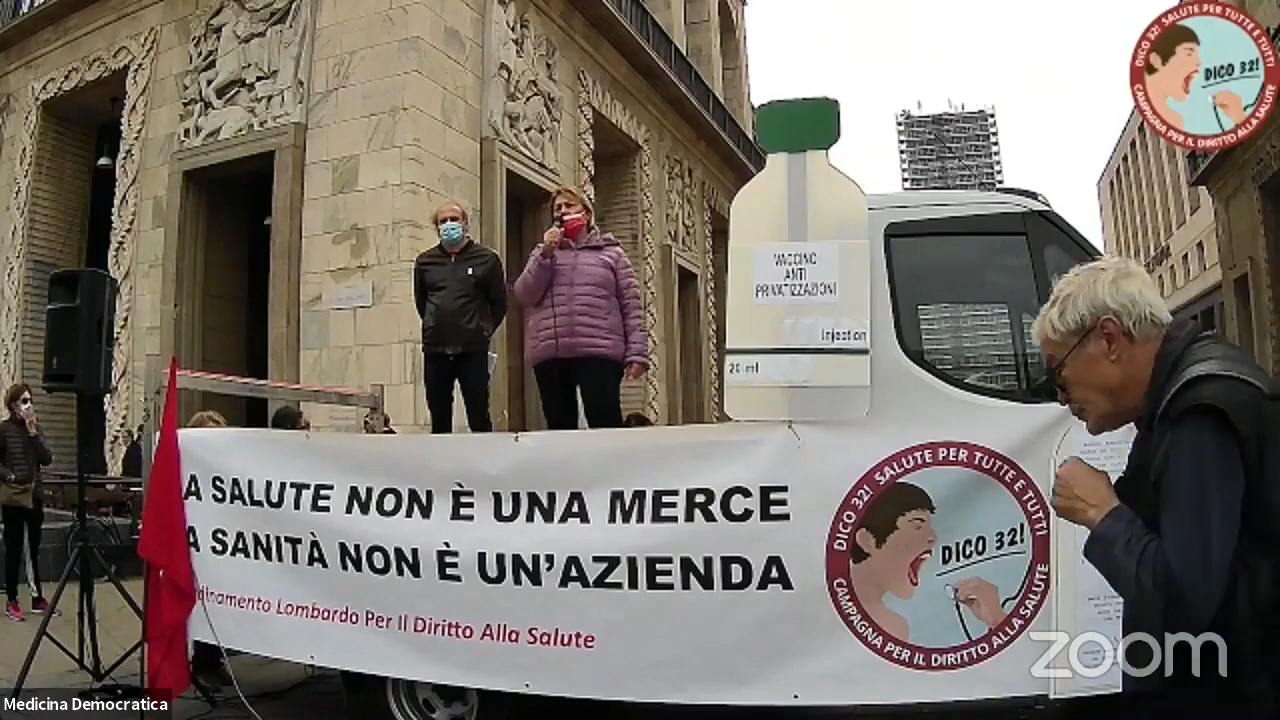 DICO 32! SALUTE PER TUTTE E TUTTI
DICO 32!
CAMPAGNA PER IL DIRITTO ALLA SALUTE
VACCINO
ANTI
PRIVATIZZAZIONI
Injection
20 ml
A SALUTE NON È UNA MERCE
A SANITÀ NON È UN'AZIENDA
dinamento Lombardo Per Il Diritto Alla Salute
DICO 32! SALUTE PER TUTTE E TUTTI
DICO 32!
CAMPAGNA PER IL DIRITTO ALLA SALUTE
zoom
Medicina Democratica